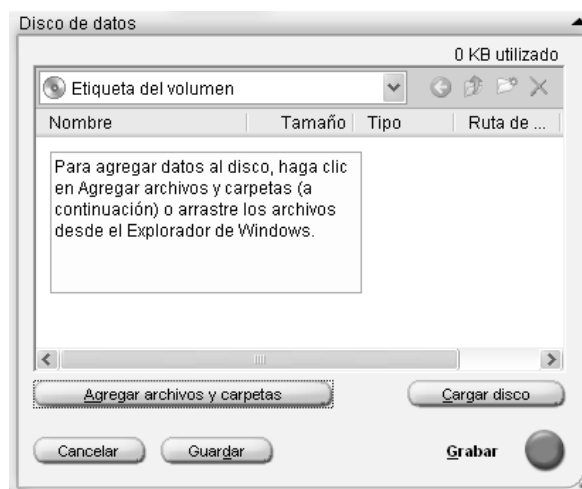 Disco de datos
0 KB utilizado
Etiqueta del volumen
Nombre Tamaño Tipo Ruta de ...
Para agregar datos al disco, haga clic
en Agregar archivos y carpetas (a
continuación) o arrastre los archivos
desde el Explorador de Windows.
Agregar archivos y carpetas Cargar disco
Cancelar Guardar Grabar